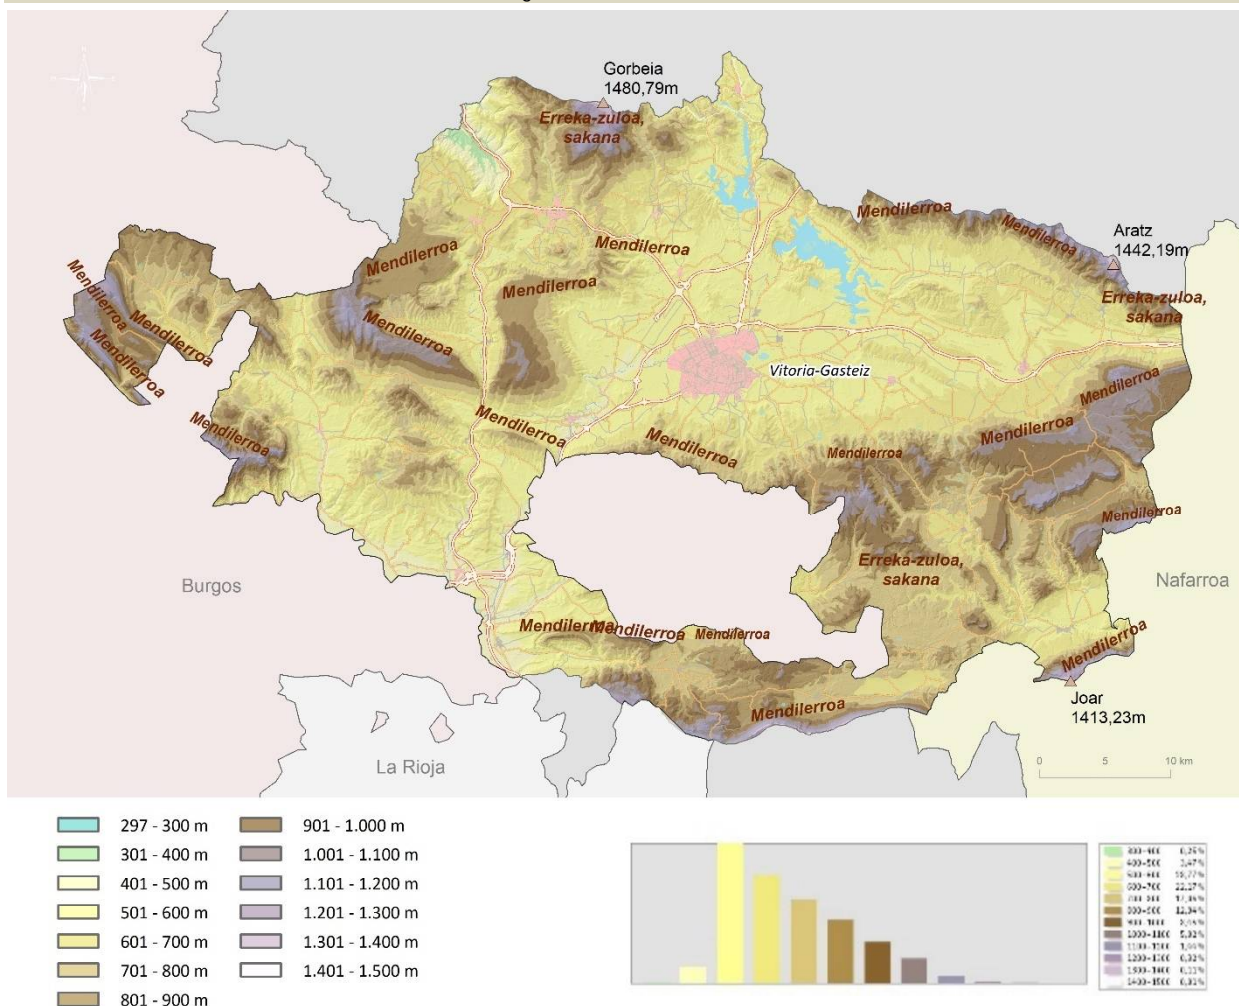 Gorbeia
1480,79m
Erreka-zuloa,
sakana
Mendilerroa
Mendilerroa
Aratz
1442,19m
Mendilerroa
Mendilerroa
Mendilerroa
Erreka-zuloa,
sakana
Mendilerroa
Mendilerroa
Mendilerroa
Mendilerroa
Vitoria-Gasteiz
Mendilerroa
Mendilerroa
Mendilerroa
Mendilerroa
Mendilerroa
Mendilerroa
Mendilerroa
Mendilerroa
Erreka-zuloa,
sakana
Burgos
Nafarroa
Mendilerroa
Mendilerroa
Mendilerroa
Mendilerroa
Mendilerroa
Joar
1413,23m
La Rioja
0 5 10 km
297 - 300 m
301 - 400 m
401 - 500 m
501 - 600 m
601 - 700 m
701 - 800 m
801 - 900 m
901 - 1.000 m
1.001 - 1.100 m
1.101 - 1.200 m
1.201 - 1.300 m
1.301 - 1.400 m
1.401 - 1.500 m